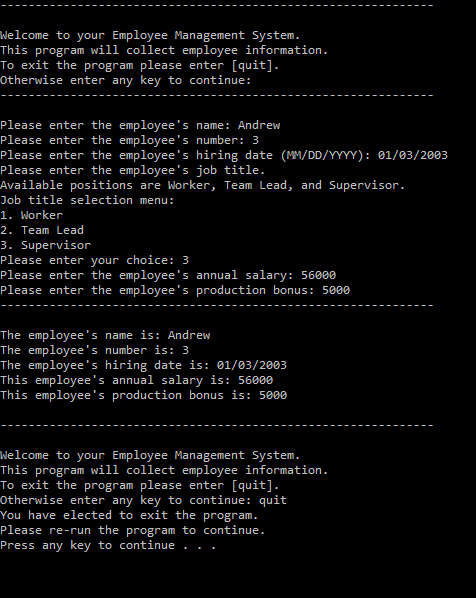 --------------------------------------------------------------
Welcome to your Employee Management System.
This program will collect employee information.
To exit the program please enter [quit].
Otherwise enter any key to continue:
--------------------------------------------------------------
Please enter the employee's name: Andrew
Please enter the employee's number: 3
Please enter the employee's hiring date (MM/DD/YYYY): 01/03/2003
Please enter the employee's job title.
Available positions are Worker, Team Lead, and Supervisor.
Job title selection menu:
1. Worker
2. Team Lead
3. Supervisor
Please enter your choice: 3
Please enter the employee's annual salary: 56000
Please enter the employee's production bonus: 5000
--------------------------------------------------------------
The employee's name is: Andrew
The employee's number is: 3
The employee's hiring date is: 01/03/2003
This employee's annual salary is: 56000
This employee's production bonus is: 5000
--------------------------------------------------------------
Welcome to your Employee Management System.
This program will collect employee information.
To exit the program please enter [quit].
Otherwise enter any key to continue: quit
You have elected to exit the program.
Please re-run the program to continue.
Press any key to continue . . .